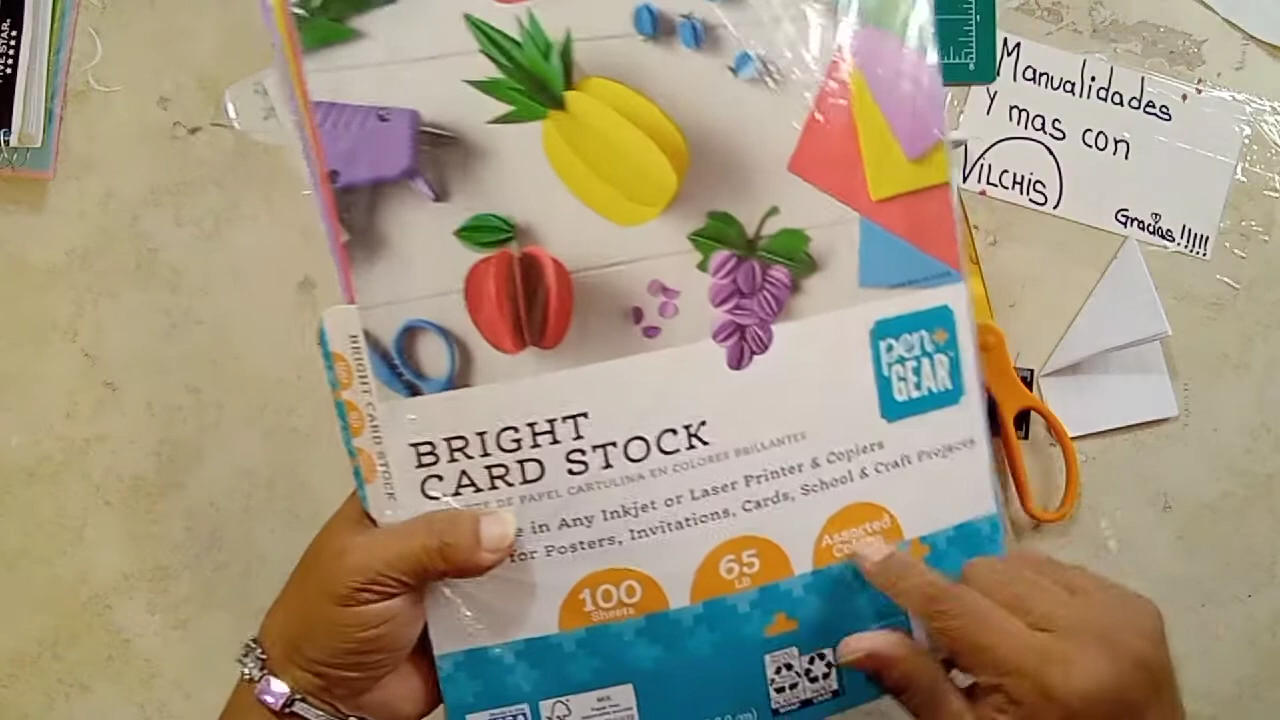 Manualidades
y mas con
VILCHIS
Gracias!!!!!
pen+
GEAR
BRIGHT
CARD STOCK
DE PAPEL CARTULINA EN COLORES BRILLANTES
in Any Inkjet or Laser Printer & Copiers
for Posters, Invitations, Cards, School & Craft Projects
100
Sheets
65
LB
Assorted
Colors
BRIGHT CARD STOCK
100